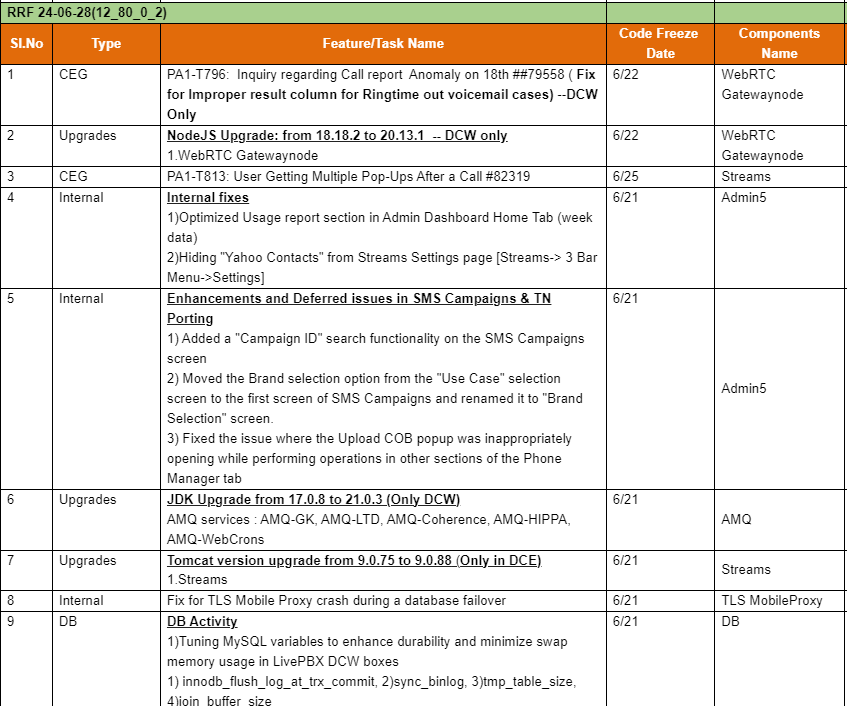 RRF 24-06-28(12_80_0_2)
Sl.No Type Feature/Task Name Code Freeze Date Components Name
1 CEG PA1-T796: Inquiry regarding Call report Anomaly on 18th ##79558 ( Fix 6/22 WebRTC
for Improper result column for Ringtime out voicemail cases) --DCW Gatewaynode
Only
2 Upgrades NodeJS Upgrade: from 18.18.2 to 20.13.1 -- DCW only 6/22 WebRTC
1.WebRTC Gatewaynode Gatewaynode
3 CEG PA1-T813: User Getting Multiple Pop-Ups After a Call #82319 6/25 Streams
4 Internal Internal fixes 6/21 Admin5
1)Optimized Usage report section in Admin Dashboard Home Tab (week
data)
2)Hiding "Yahoo Contacts" from Streams Settings page [Streams-> 3 Bar
Menu->Settings]
5 Internal Enhancements and Deferred issues in SMS Campaigns & TN 6/21
Porting
1) Added a "Campaign ID" search functionality on the SMS Campaigns
screen
2) Moved the Brand selection option from the "Use Case" selection Admin5
screen to the first screen of SMS Campaigns and renamed it to "Brand
Selection" screen.
3) Fixed the issue where the Upload COB popup was inappropriately
opening while performing operations in other sections of the Phone
Manager tab
6 Upgrades JDK Upgrade from 17.0.8 to 21.0.3 (Only DCW) 6/21
AMQ services : AMQ-GK, AMQ-LTD, AMQ-Coherence, AMQ-HIPPA, AMQ
AMQ-WebCrons
7 Upgrades Tomcat version upgrade from 9.0.75 to 9.0.88 (Only in DCE) 6/21 Streams
1.Streams
8 Internal Fix for TLS Mobile Proxy crash during a database failover 6/21 TLS MobileProxy
9 DB DB Activity 6/21 DB
1)Tuning MySQL variables to enhance durability and minimize swap
memory usage in LivePBX DCW boxes
1) innodb_flush_log_at_trx_commit, 2)sync_binlog, 3)tmp_table_size,
4)join_buffer_size